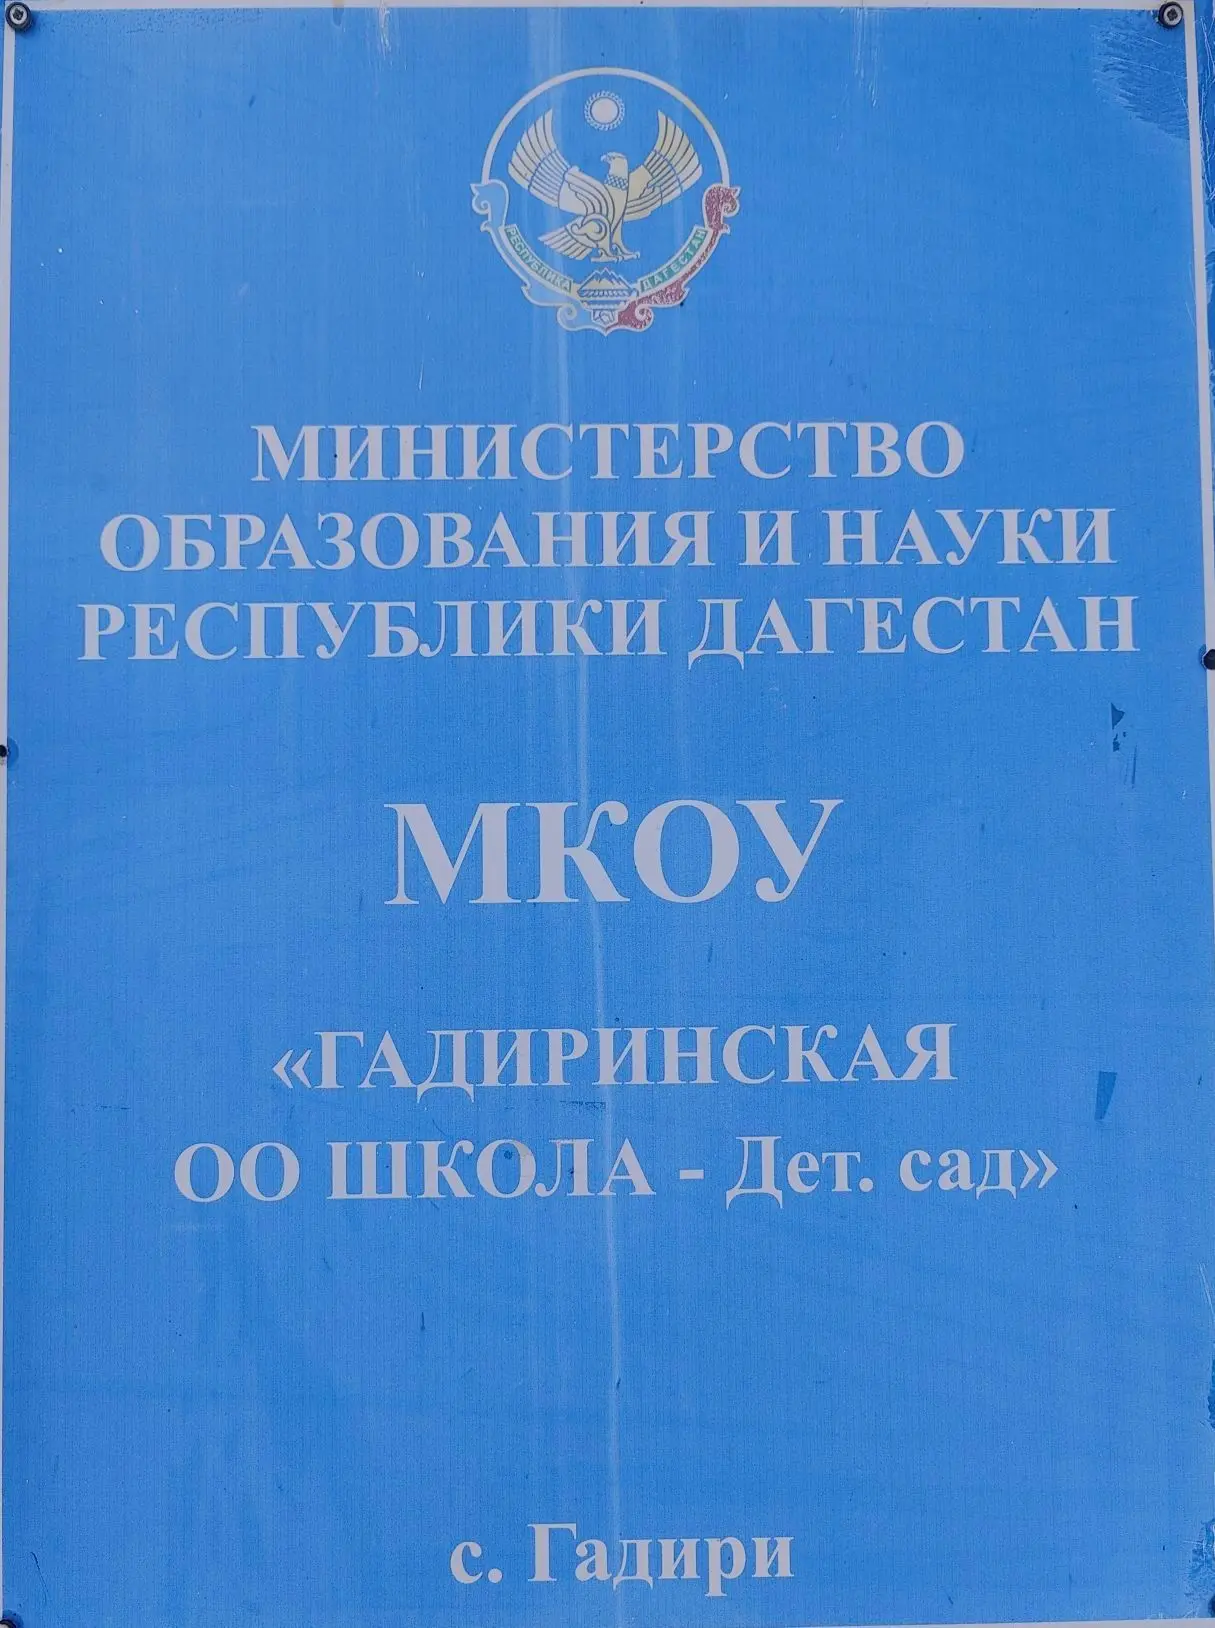 РЕСПУБЛИКА ДАГЕСТАН
МИНИСТЕРСТВО
ОБРАЗОВАНИЯ И НАУКИ
РЕСПУБЛИКИ ДАГЕСТАН
МКОУ
«ГАДИРИНСКАЯ
ОО ШКОЛА - Дет. сад»
с. Гадири